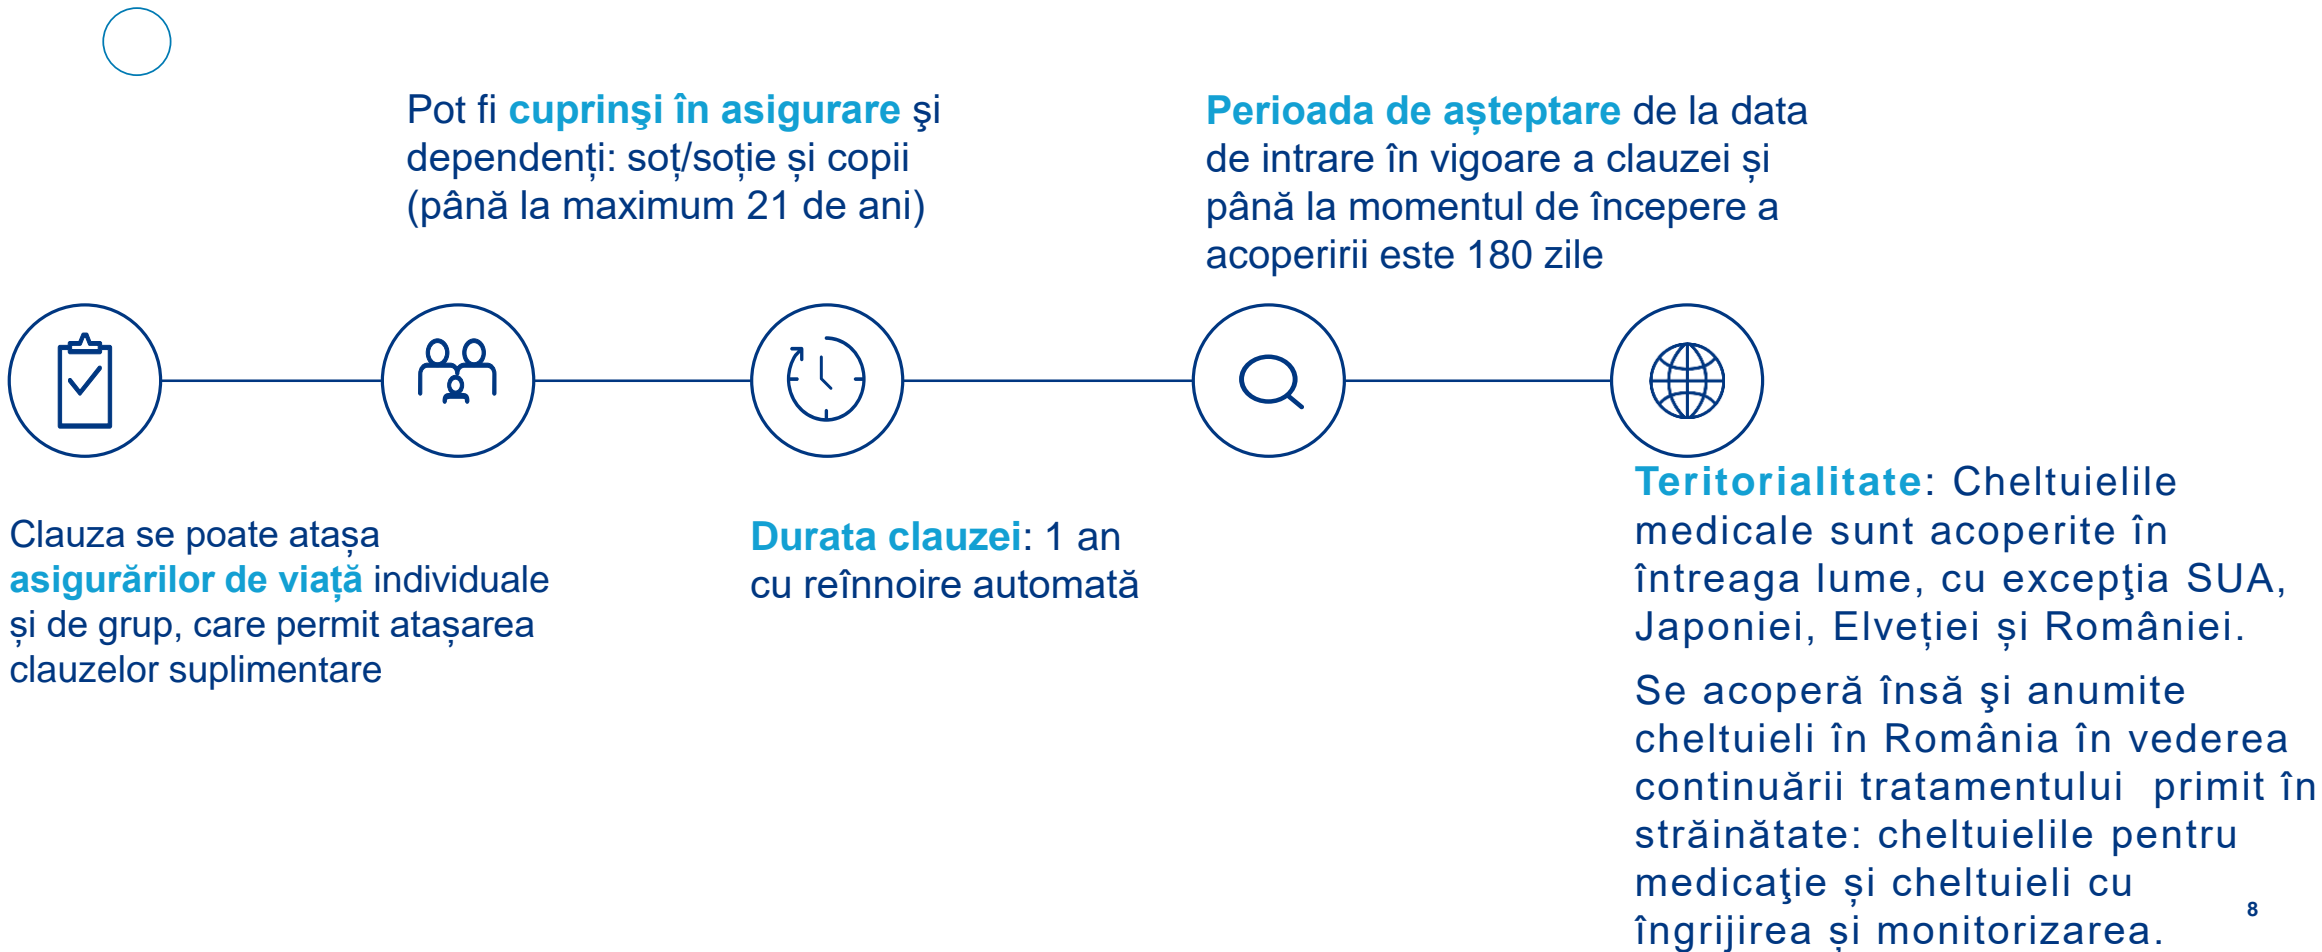 Pot fi cuprinşi în asigurare şi
dependenți: soț/soție și copii
(până la maximum 21 de ani)
Perioada de așteptare de la data
de intrare în vigoare a clauzei și
până la momentul de începere a
acoperirii este 180 zile
Clauza se poate atașa
asigurărilor de viață individuale
și de grup, care permit atașarea
clauzelor suplimentare
Durata clauzei: 1 an
cu reînnoire automată
Teritorialitate: Cheltuielile
medicale sunt acoperite în
întreaga lume, cu excepţia SUA,
Japoniei, Elveției și României.
Se acoperă însă şi anumite
cheltuieli în România în vederea
continuării tratamentului primit în
străinătate: cheltuielile pentru
medicaţie și cheltuieli cu
îngrijirea și monitorizarea.
8